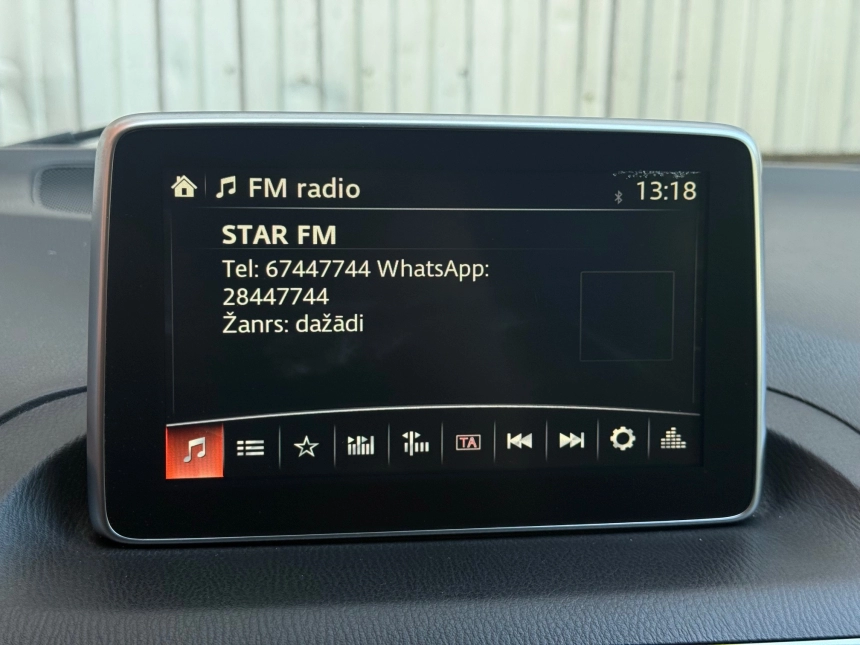 FM radio 13:18
STAR FM
Tel: 67447744 WhatsApp:
28447744
Žanrs: dažādi
TA